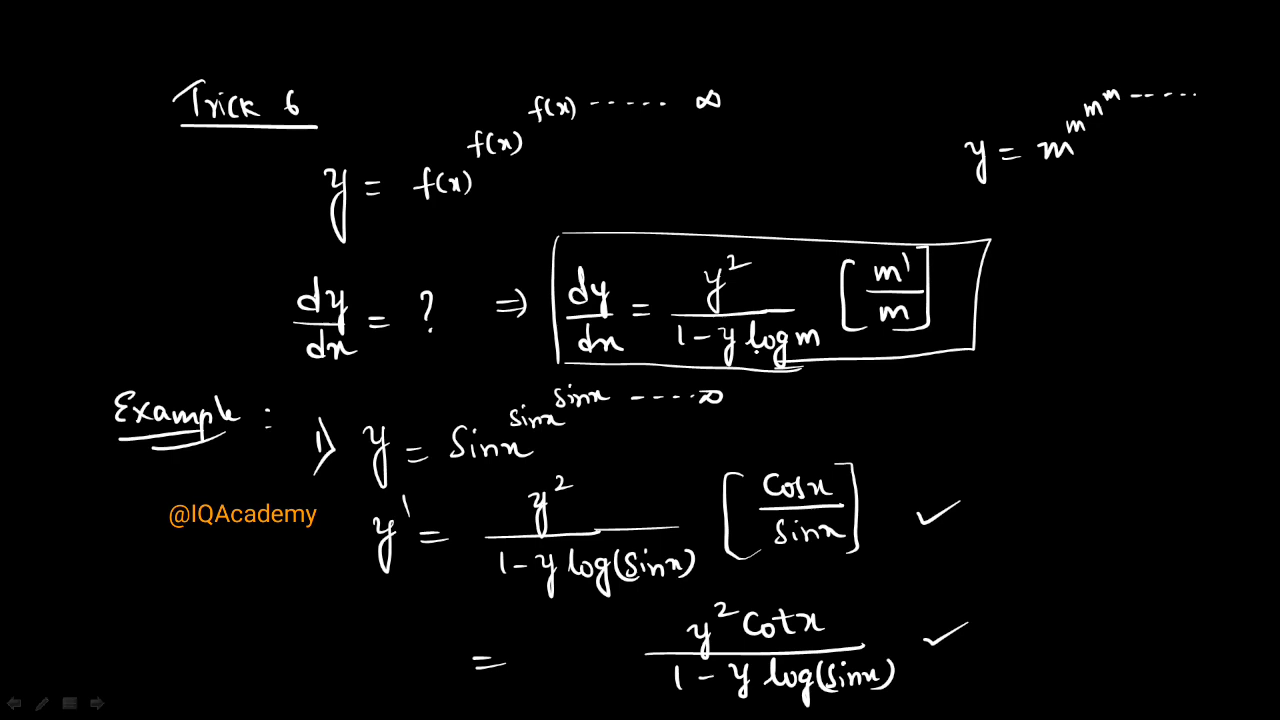 Trick 6
y = f(x)^f(x)^f(x) ...... ∞
y = m^m^m^m ......
dy/dx = ? ⇒ dy/dx = y²/(1 - y log m) [m'/m]
Example : 1) y = Sinx^Sinx^Sinx ...... ∞
@IQAcademy
y' = y²/(1 - y log(Sinx)) [Cosx/Sinx] ✓
= y² Cotx/(1 - y log(Sinx)) ✓